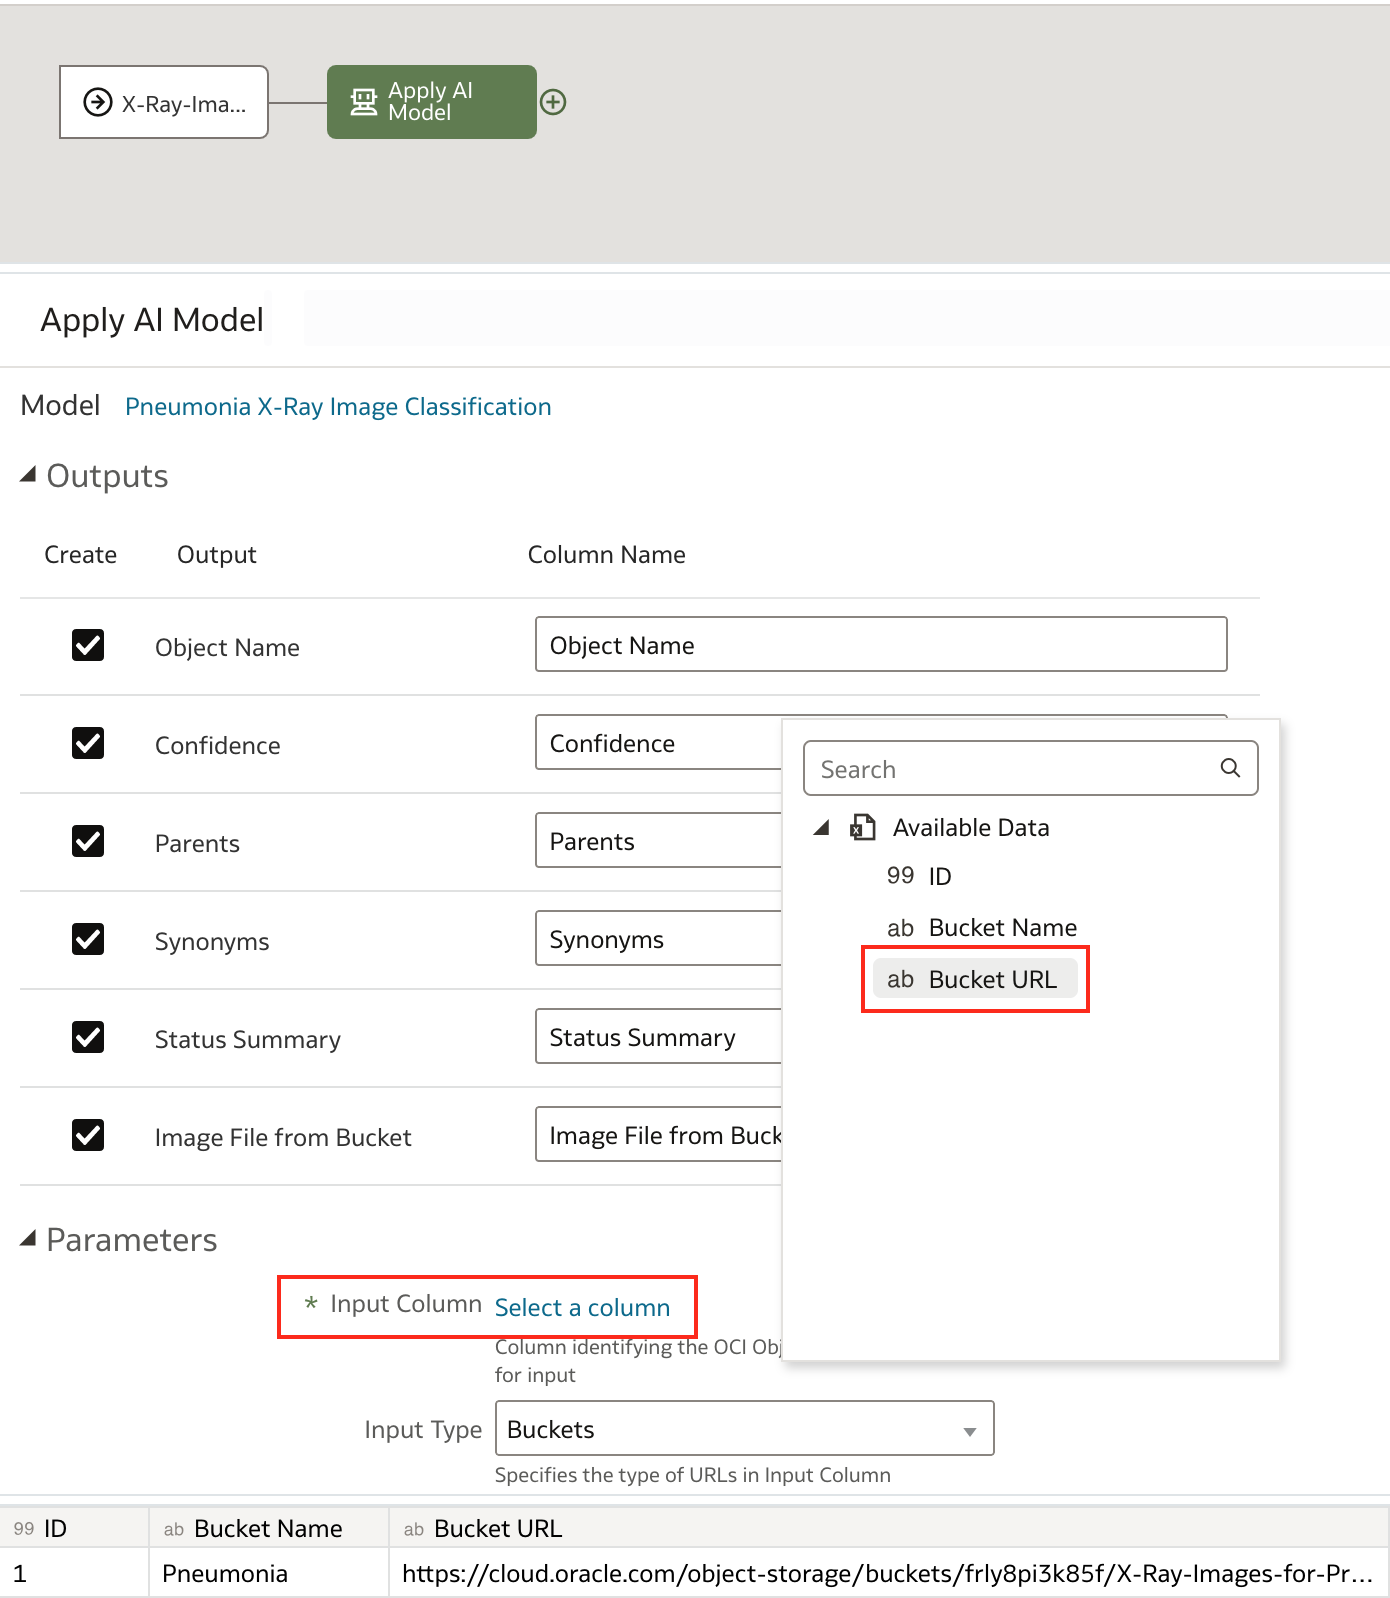 X-Ray-Ima...
Apply AI
Model
Apply AI Model
Model Pneumonia X-Ray Image Classification
Outputs
Create Output Column Name
Object Name Object Name
Confidence Confidence
Parents Parents
Synonyms Synonyms
Status Summary Status Summary
Image File from Bucket Image File from Buck
Search
Available Data
99 ID
ab Bucket Name
ab Bucket URL
Parameters
* Input Column Select a column
Column identifying the OCI Obj
for input
Input Type Buckets
Specifies the type of URLs in Input Column
99 ID ab Bucket Name ab Bucket URL
1 Pneumonia https://cloud.oracle.com/object-storage/buckets/frly8pi3k85f/X-Ray-Images-for-Pr...